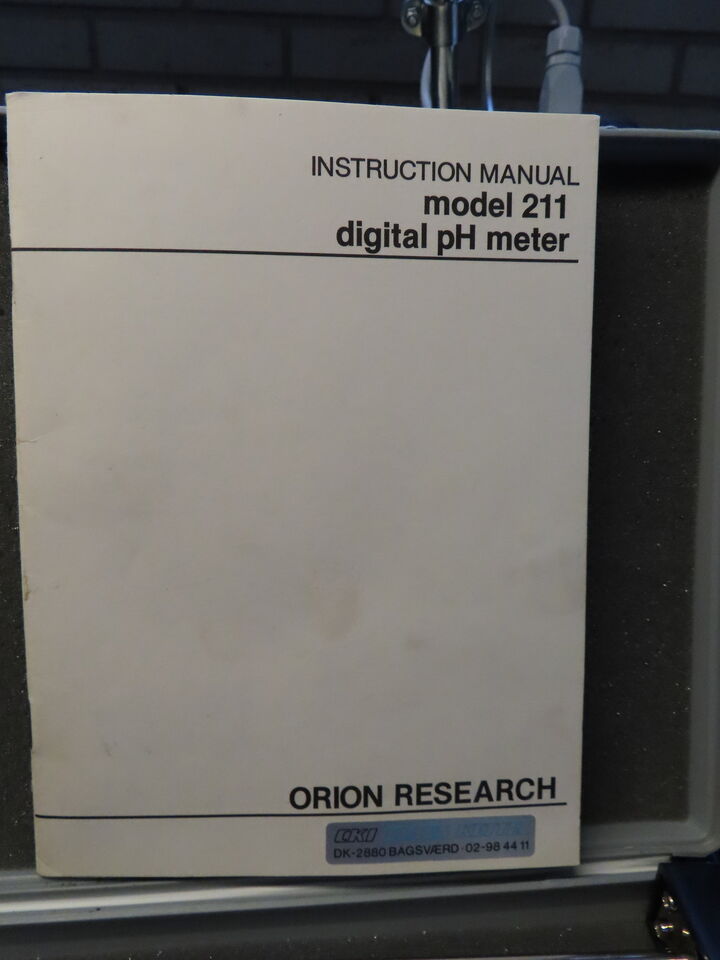 INSTRUCTION MANUAL
model 211
digital pH meter
ORION RESEARCH
DK-2880 BAGSVÆRD · 02-98 44 11